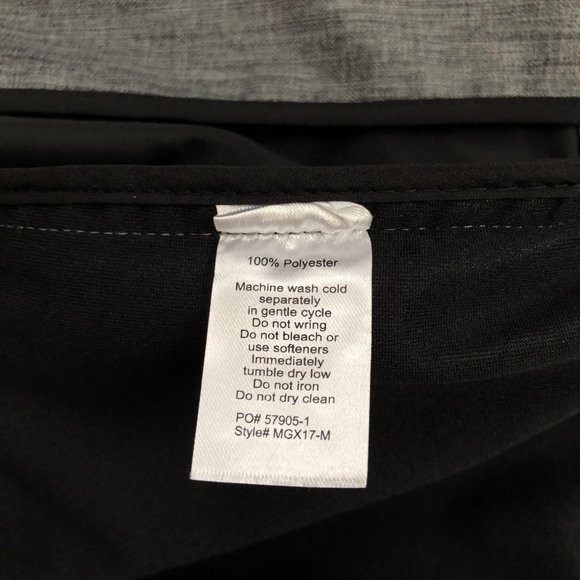 100% Polyester
Machine wash cold
separately
in gentle cycle
Do not wring
Do not bleach or
use softeners
Immediately
tumble dry low
Do not iron
Do not dry clean
PO# 57905-1
Style# MGX17-M